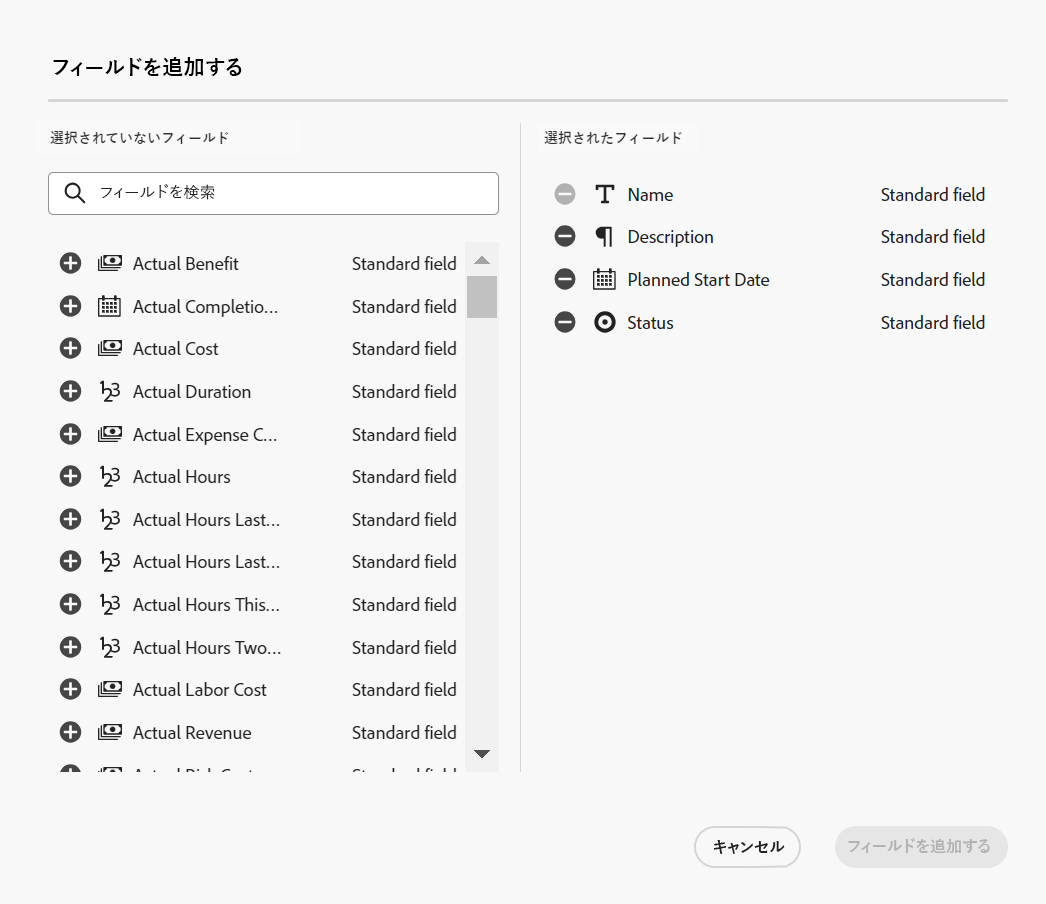 フィールドを追加する
選択されていないフィールド
フィールドを検索
Actual Benefit Standard field
Actual Completio... Standard field
Actual Cost Standard field
Actual Duration Standard field
Actual Expense C... Standard field
Actual Hours Standard field
Actual Hours Last... Standard field
Actual Hours Last... Standard field
Actual Hours This... Standard field
Actual Hours Two... Standard field
Actual Labor Cost Standard field
Actual Revenue Standard field
選択されたフィールド
Name Standard field
Description Standard field
Planned Start Date Standard field
Status Standard field
キャンセル
フィールドを追加する